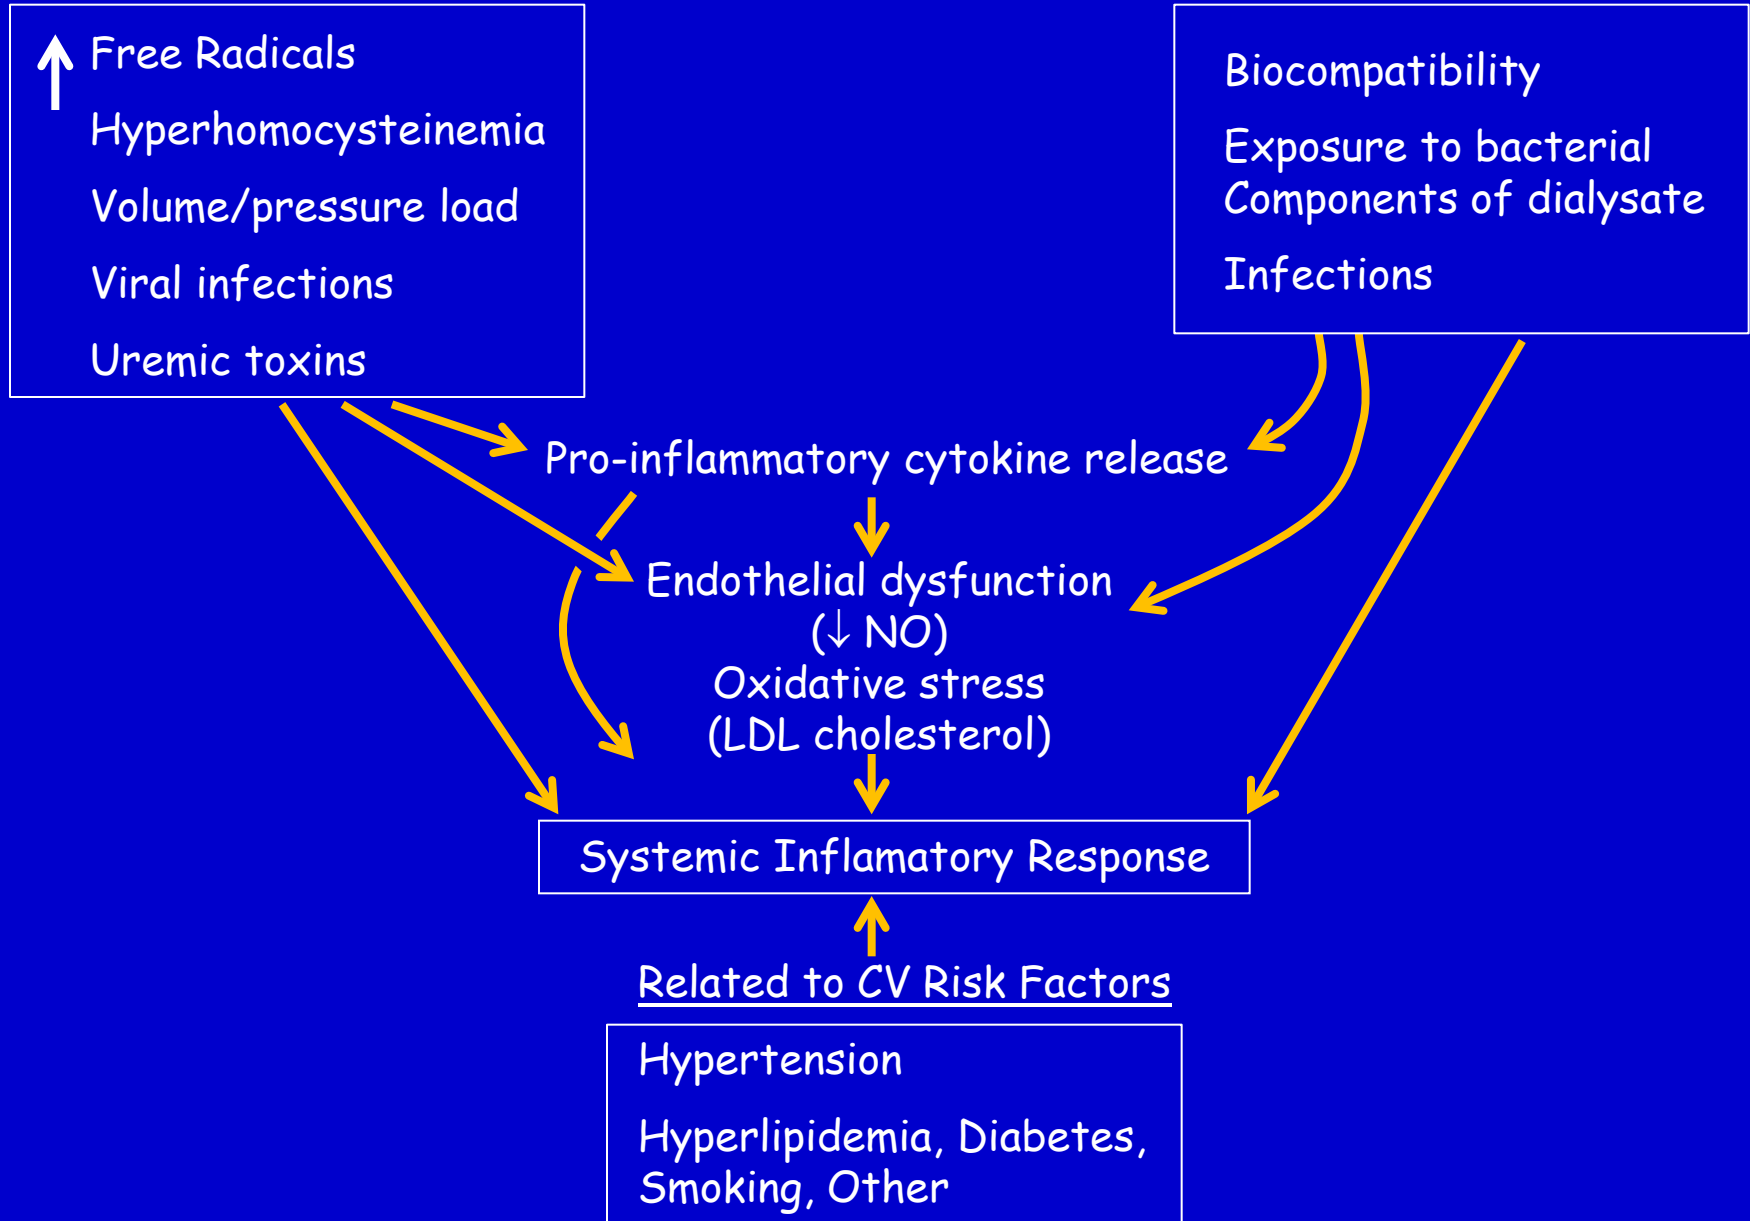 Free Radicals
Hyperhomocysteinemia
Volume/pressure load
Viral infections
Uremic toxins
Biocompatibility
Exposure to bacterial
Components of dialysate
Infections
Pro-inflammatory cytokine release
Endothelial dysfunction
(↓ NO)
Oxidative stress
(LDL cholesterol)
Systemic Inflamatory Response
Related to CV Risk Factors
Hypertension
Hyperlipidemia, Diabetes,
Smoking, Other